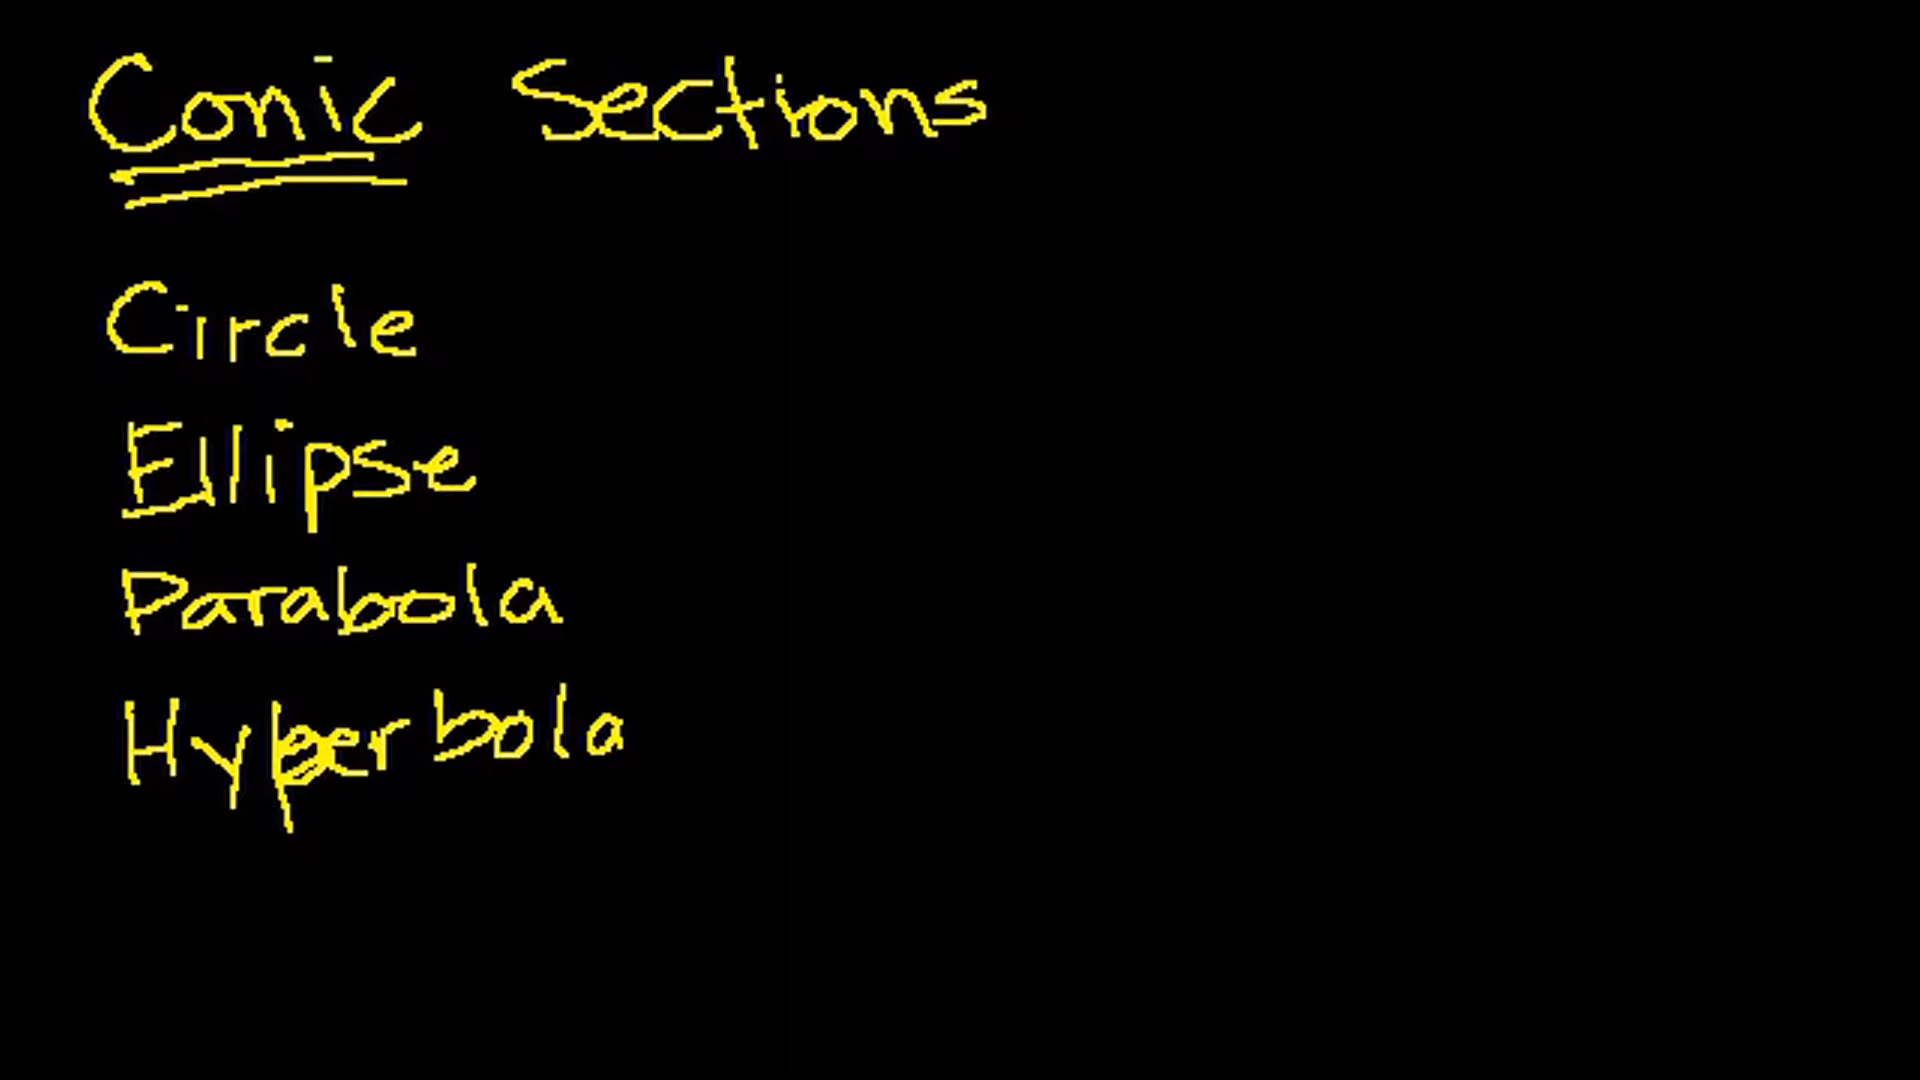 Conic Sections
Circle
Ellipse
Parabola
Hyperbola